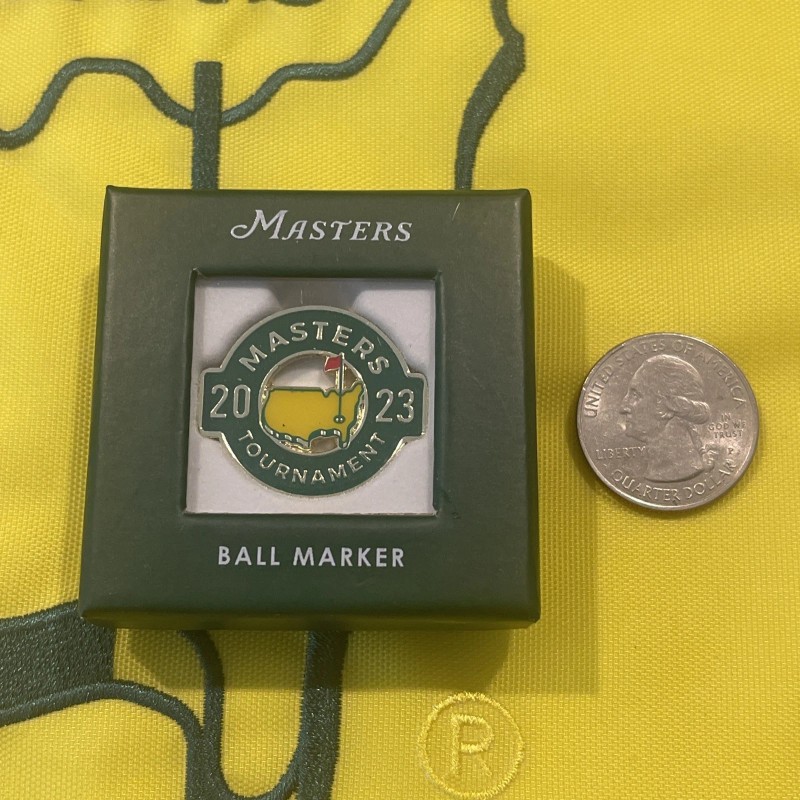 MASTERS
MASTERS
20 23
TOURNAMENT
BALL MARKER
UNITED STATES OF AMERICA
LIBERTY
IN
GOD WE
TRUST
P
QUARTER DOLLAR
R